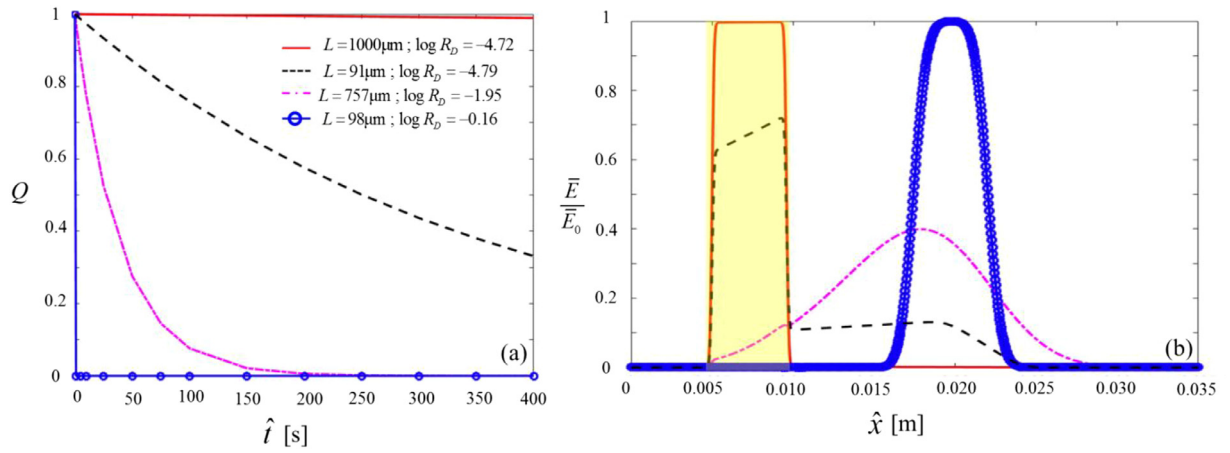 1
0.8
0.6
0.4
0.2
0
Q
0 50 100 150 200 250 300 350 400
t̂ [s]
L = 1000μm ; log R_D = −4.72
L = 91μm ; log R_D = −4.79
L = 757μm ; log R_D = −1.95
L = 98μm ; log R_D = −0.16
(a)
1
0.8
0.6
0.4
0.2
0
E̅
E̅₀
0 0.005 0.010 0.015 0.020 0.025 0.030 0.035
x̂ [m]
(b)